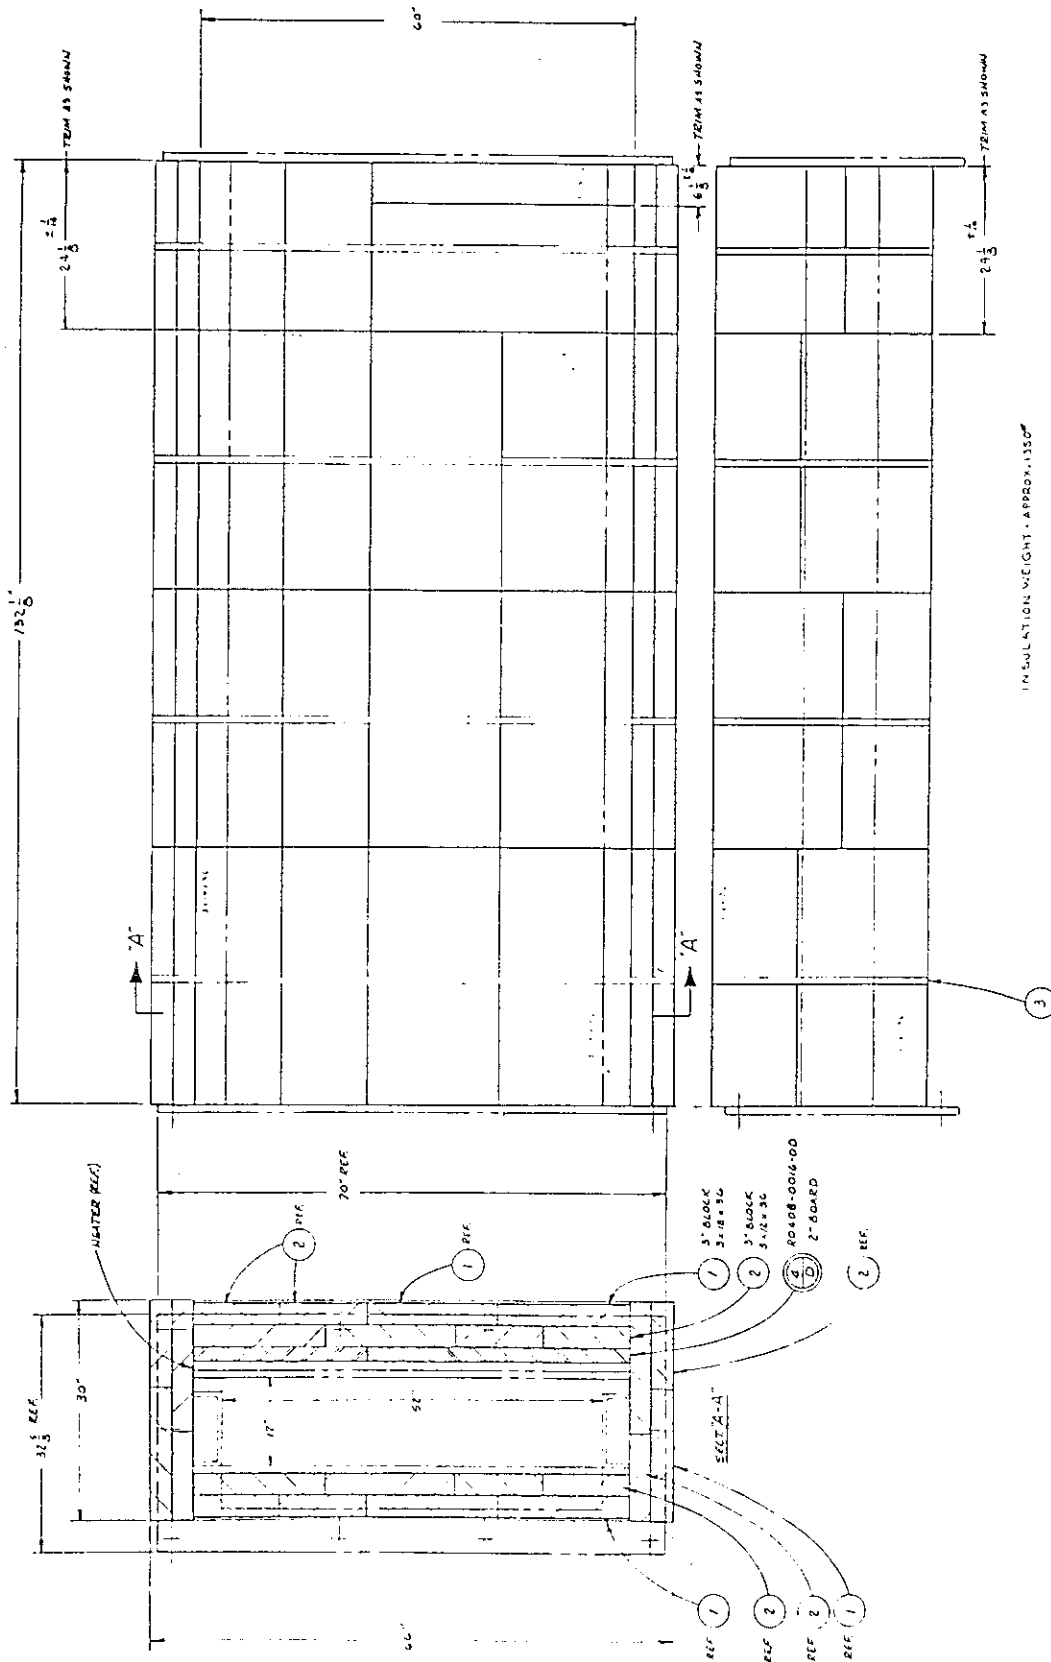 132 1/8"
24 1/8 ± 1/16
TRIM AS SHOWN
60"
TRIM AS SHOWN
TRIM AS SHOWN
"A"
"A"
3
INSULATION WEIGHT - APPROX. 1350#
HEATER (REF.)
70" REF.
2 REF.
1 REF.
1 3" BLOCK
3 x 18 x 36
2 3" BLOCK
3 x 12 x 36
R0408-0016-00
2" BOARD
2 REF.
32 5/8 REF.
30"
17"
52"
SECT. "A-A"
66"
REF. 1
REF. 2
REF. 2
REF. 1